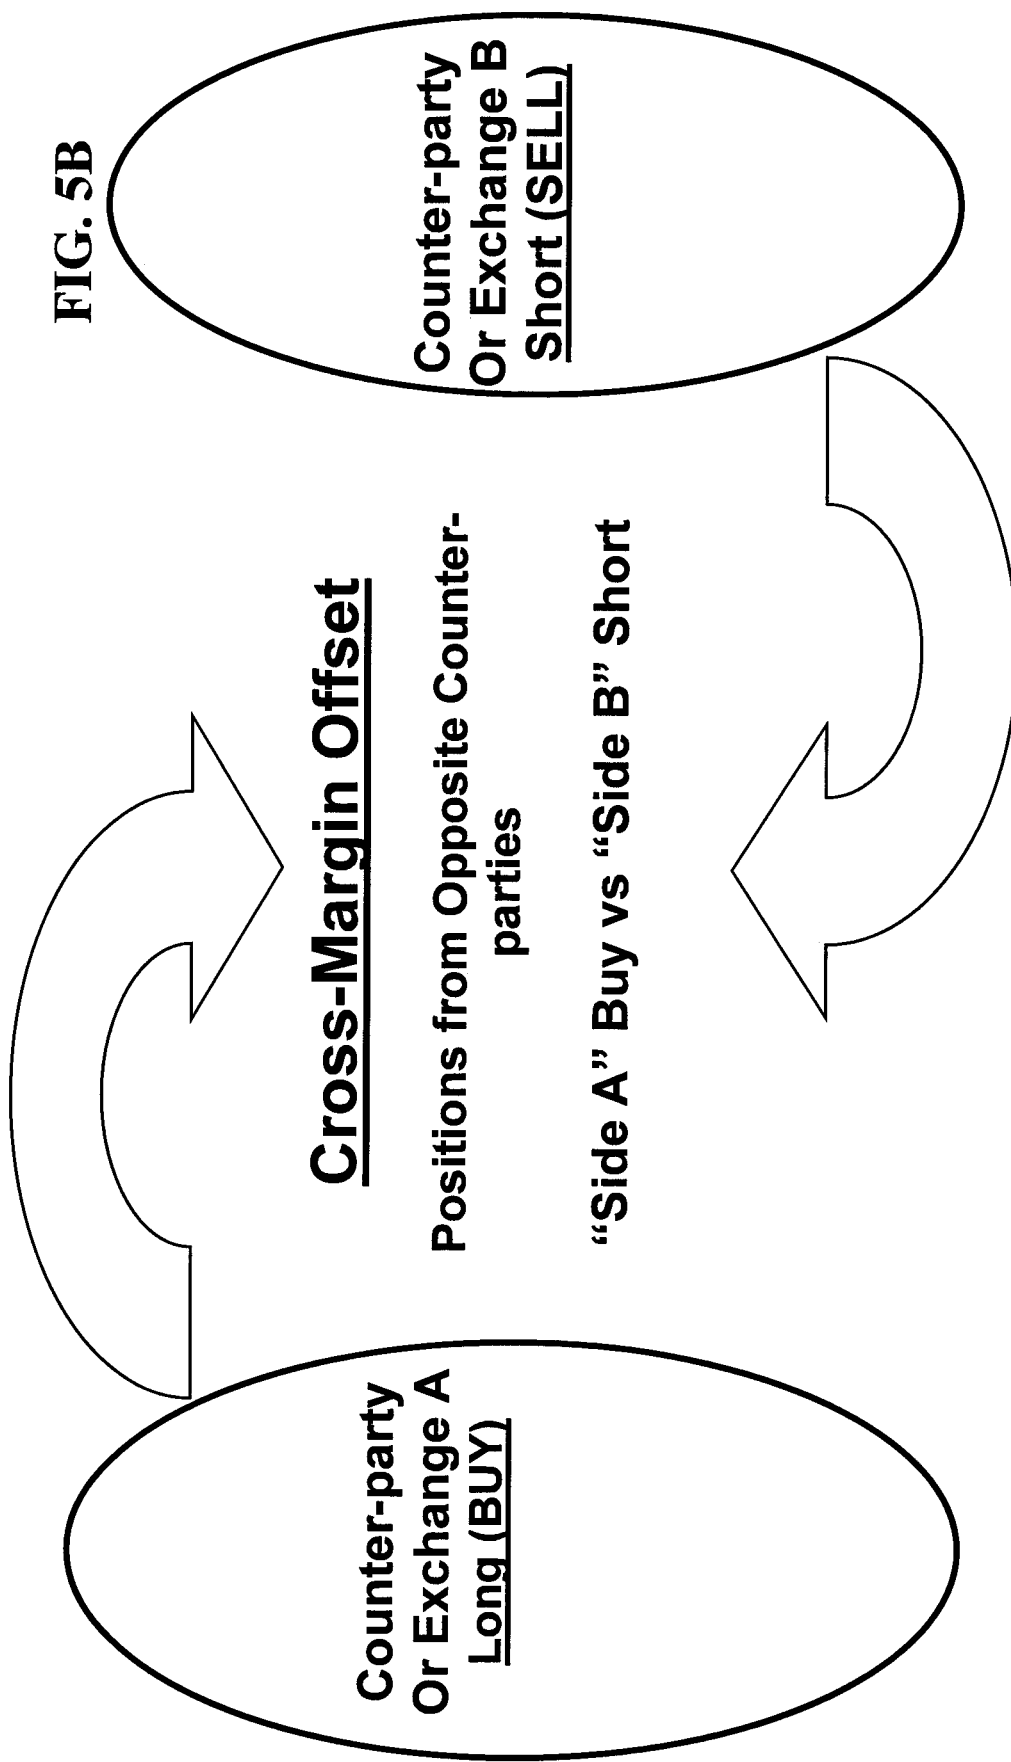 FIG. 5B
Counter-party
Or Exchange A
Long (BUY)
Cross-Margin Offset
Positions from Opposite Counter-
parties
“Side A” Buy vs “Side B” Short
Counter-party
Or Exchange B
Short (SELL)